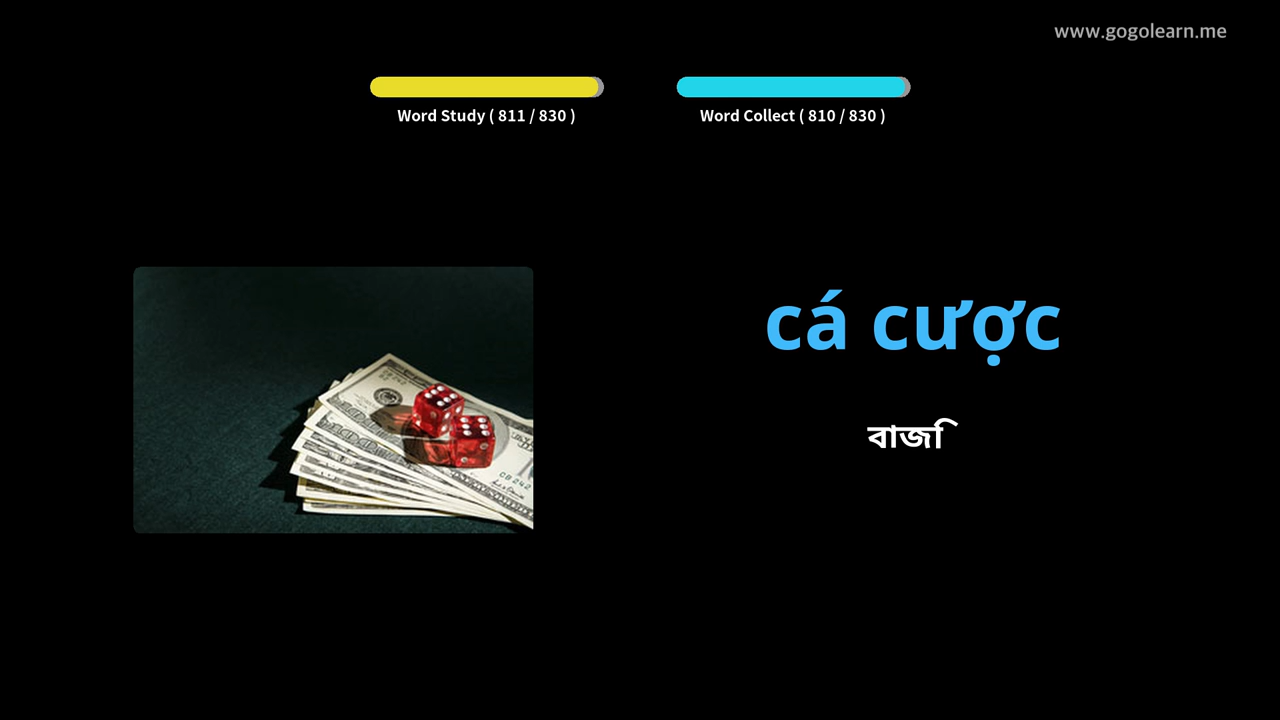 www.gogolearn.me
Word Study ( 811 / 830 )
Word Collect ( 810 / 830 )
cá cược
বাজি